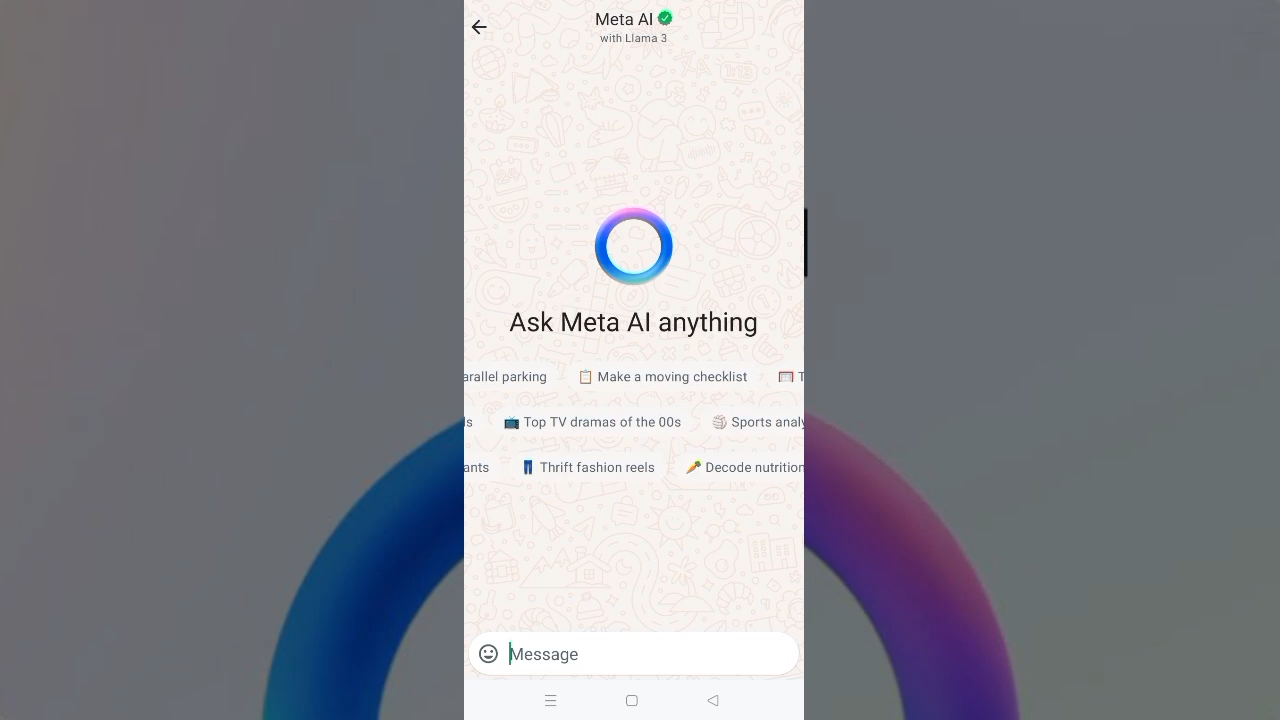 Meta AI
with Llama 3
Ask Meta AI anything
arallel parking Make a moving checklist T
ls Top TV dramas of the 00s Sports analy
ants Thrift fashion reels Decode nutrition
Message